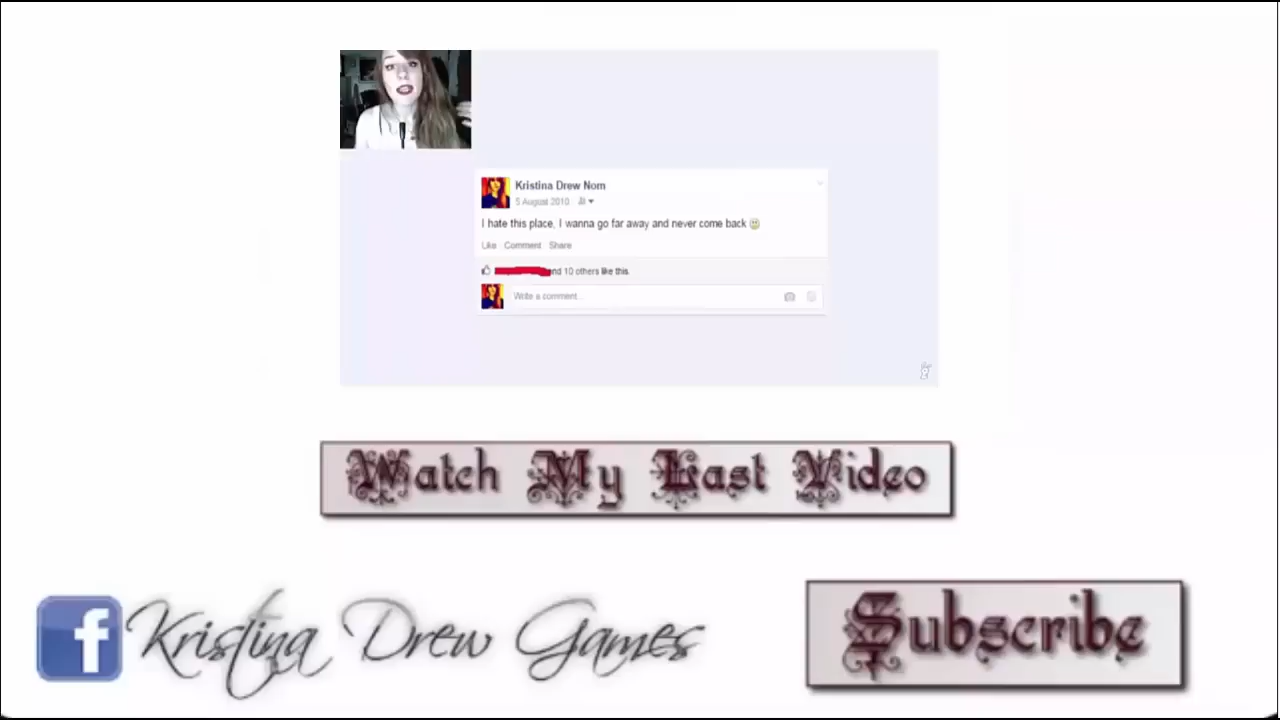 Kristina Drew Nom
5 August 2010
I hate this place, I wanna go far away and never come back
Like Comment Share
and 10 others like this.
Write a comment...
Watch My Last Video
f Kristina Drew Games
Subscribe